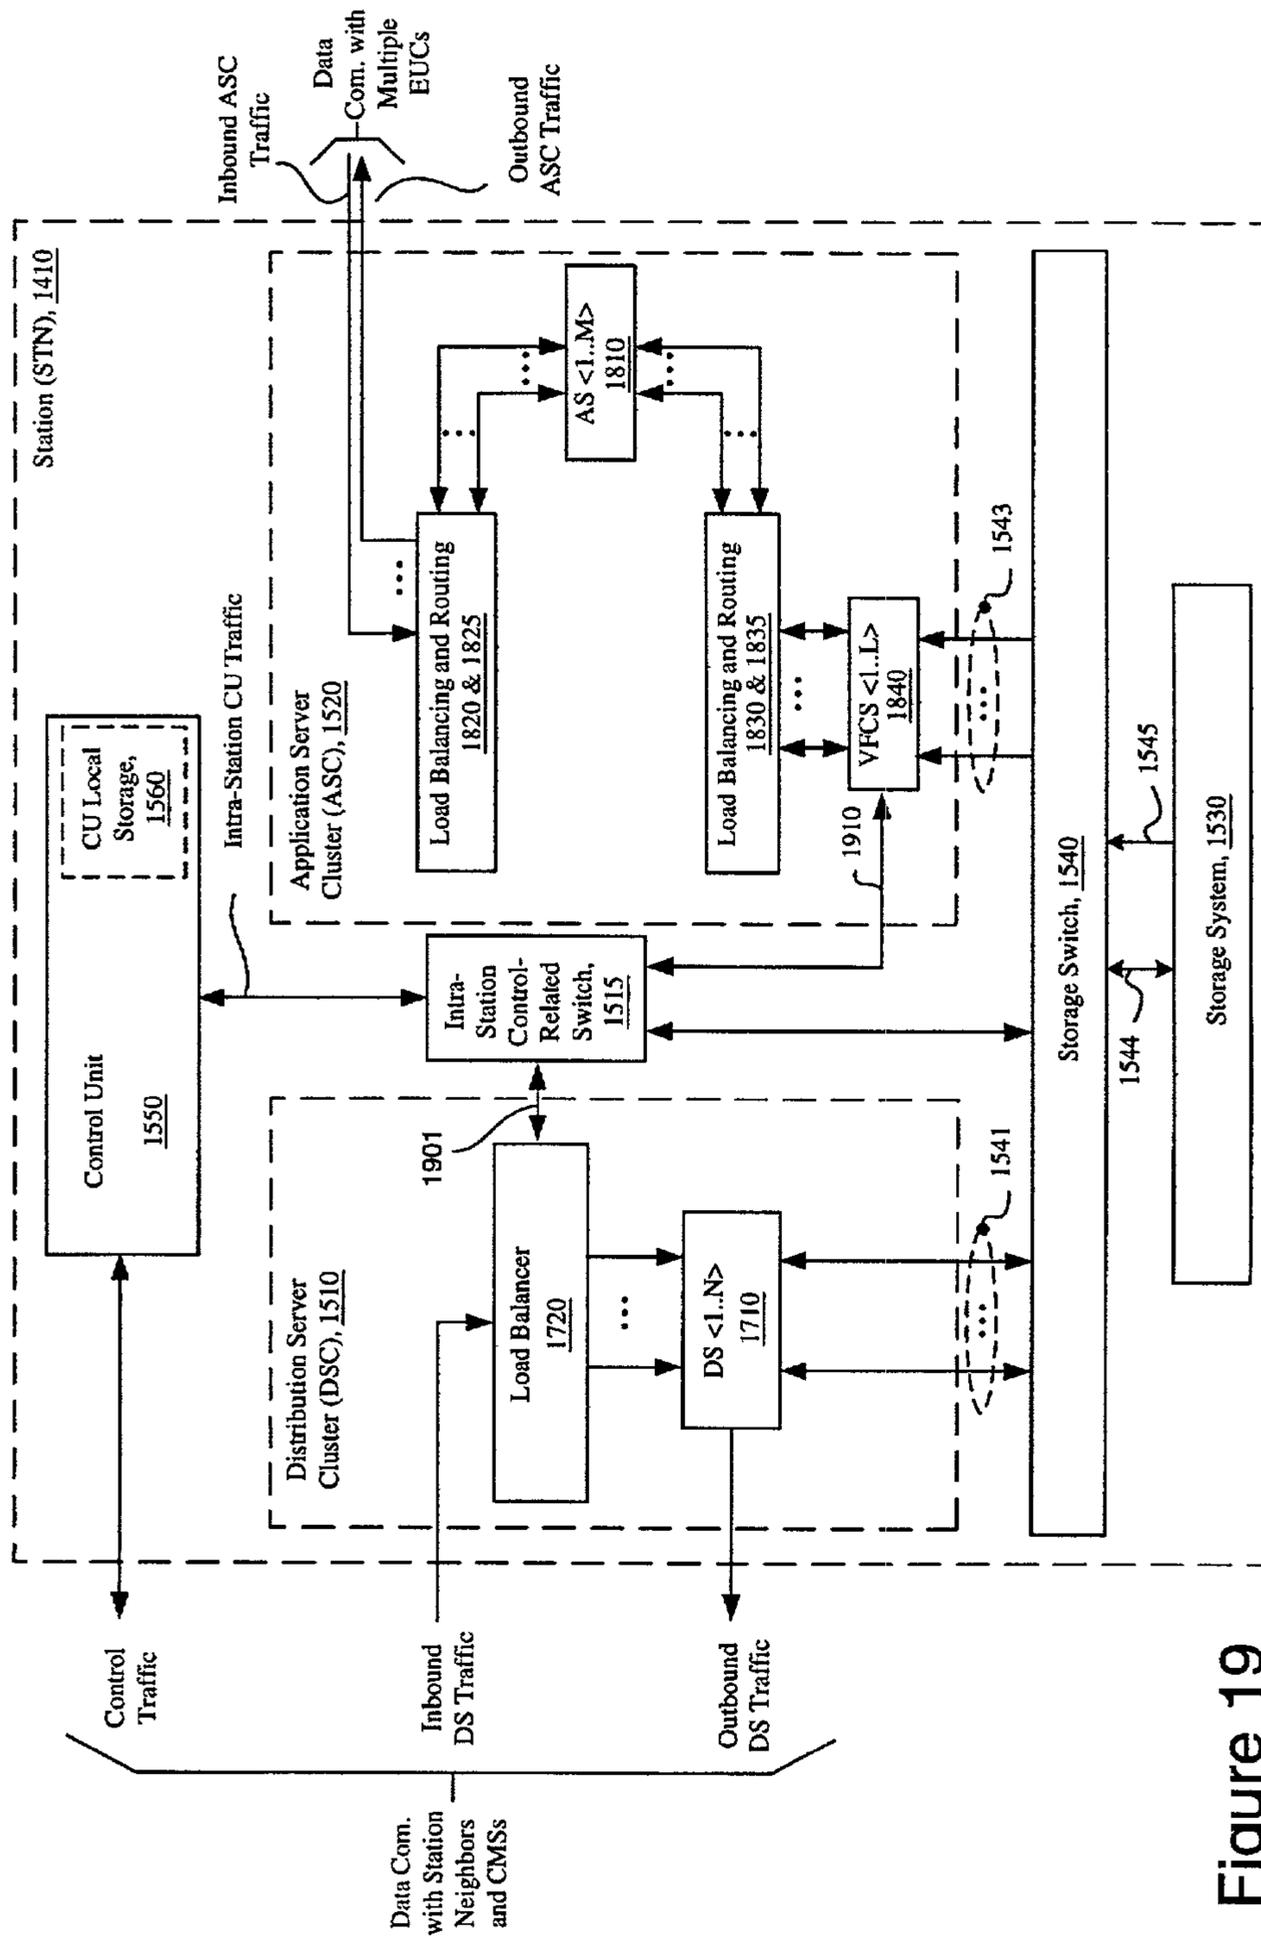 Station (STN), 1410
Control Unit
1550
CU Local
Storage,
1560
Control
Traffic
Intra-Station CU Traffic
Inbound ASC
Traffic
Data
Com. with
Multiple
EUCs
Outbound
ASC Traffic
Data Com.
with Station
Neighbors
and CMSs
Inbound
DS Traffic
Outbound
DS Traffic
Distribution Server
Cluster (DSC), 1510
Load Balancer
1720
...
DS <1..N>
1710
1901
Intra-
Station
Control-
Related
Switch,
1515
Application Server
Cluster (ASC), 1520
...
Load Balancing and Routing
1820 & 1825
...
...
AS <1..M>
1810
...
...
Load Balancing and Routing
1830 & 1835
...
VFCS <1..L>
1840
1910
...
1541
...
1543
Storage Switch, 1540
1544
1545
Storage System, 1530
Figure 19